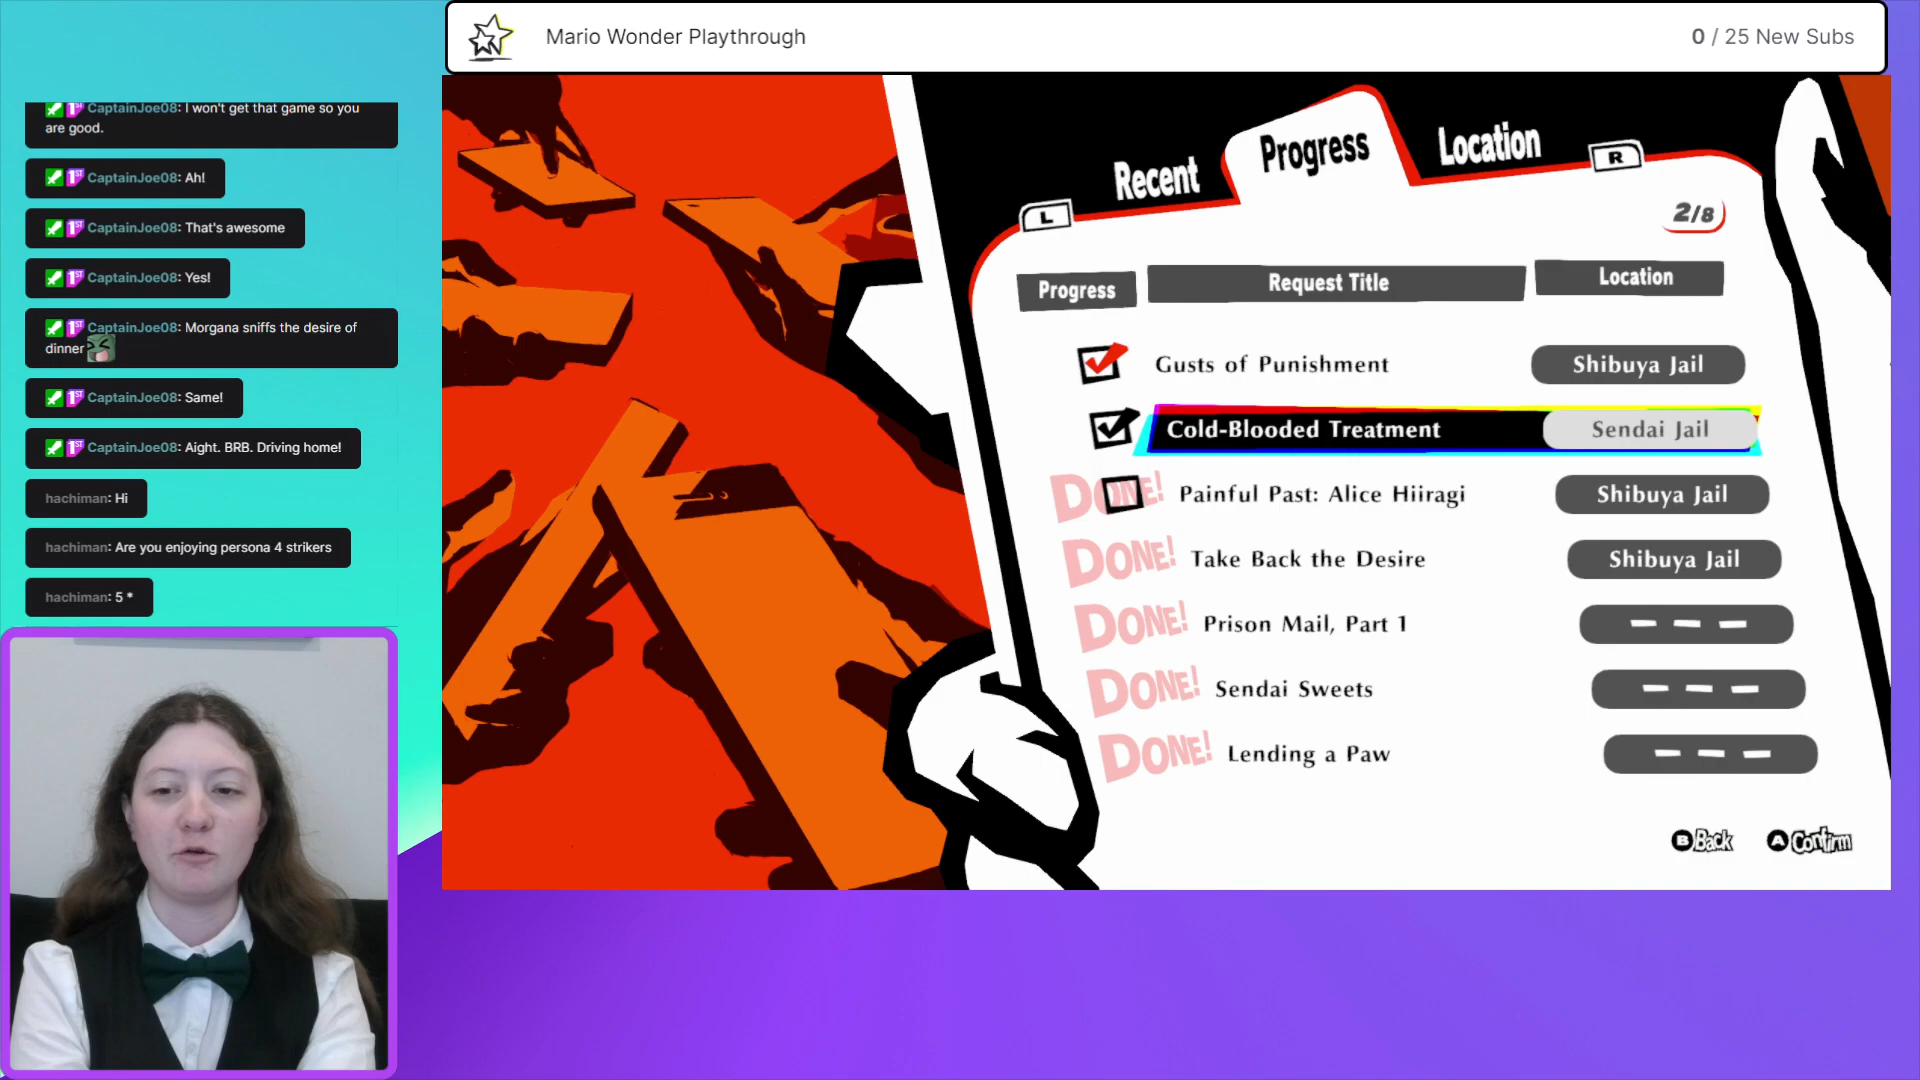 Mario Wonder Playthrough
0 / 25 New Subs
CaptainJoe08: I won't get that game so you
are good.
CaptainJoe08: Ah!
CaptainJoe08: That's awesome
CaptainJoe08: Yes!
CaptainJoe08: Morgana sniffs the desire of
dinner
CaptainJoe08: Same!
CaptainJoe08: Aight. BRB. Driving home!
hachiman: Hi
hachiman: Are you enjoying persona 4 strikers
hachiman: 5 *
L
Recent
Progress
Location
R
2/8
Progress
Request Title
Location
Gusts of Punishment
Shibuya Jail
Cold-Blooded Treatment
Sendai Jail
DONE!
Painful Past: Alice Hiiragi
Shibuya Jail
DONE!
Take Back the Desire
Shibuya Jail
DONE!
Prison Mail, Part 1
DONE!
Sendai Sweets
DONE!
Lending a Paw
B Back
A Confirm